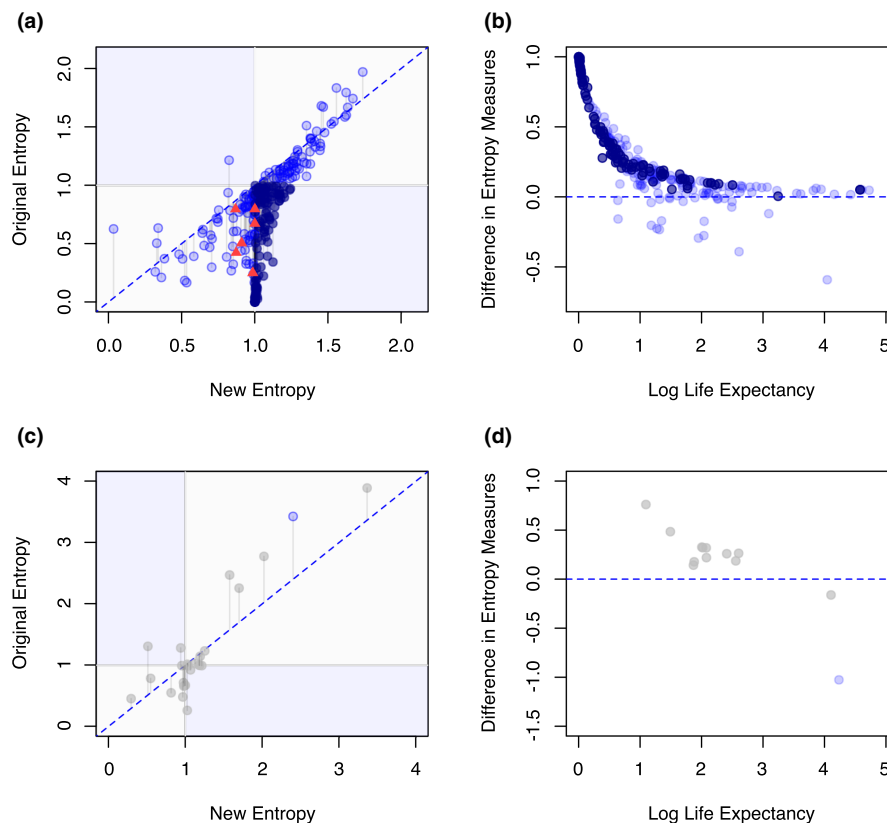 (a)
Original Entropy
0.0 0.5 1.0 1.5 2.0
0.0 0.5 1.0 1.5 2.0
New Entropy
(b)
Difference in Entropy Measures
-0.5 0.0 0.5 1.0
0 1 2 3 4 5
Log Life Expectancy
(c)
Original Entropy
0 1 2 3 4
0 1 2 3 4
New Entropy
(d)
Difference in Entropy Measures
-1.5 -1.0 -0.5 0.0 0.5 1.0
0 1 2 3 4 5
Log Life Expectancy